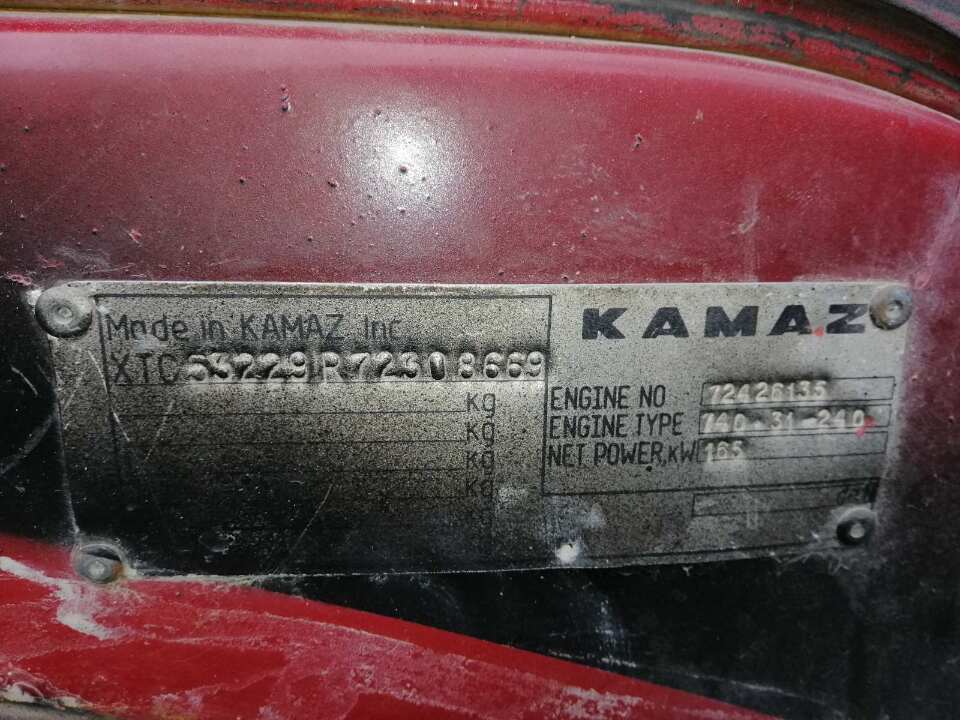 Made in KAMAZ Inc
XTC53229R72308669
Kg
Kg
Kg
Kg
KAMAZ
ENGINE NO 72426135
ENGINE TYPE 740-31-240
NET POWER, KW 165